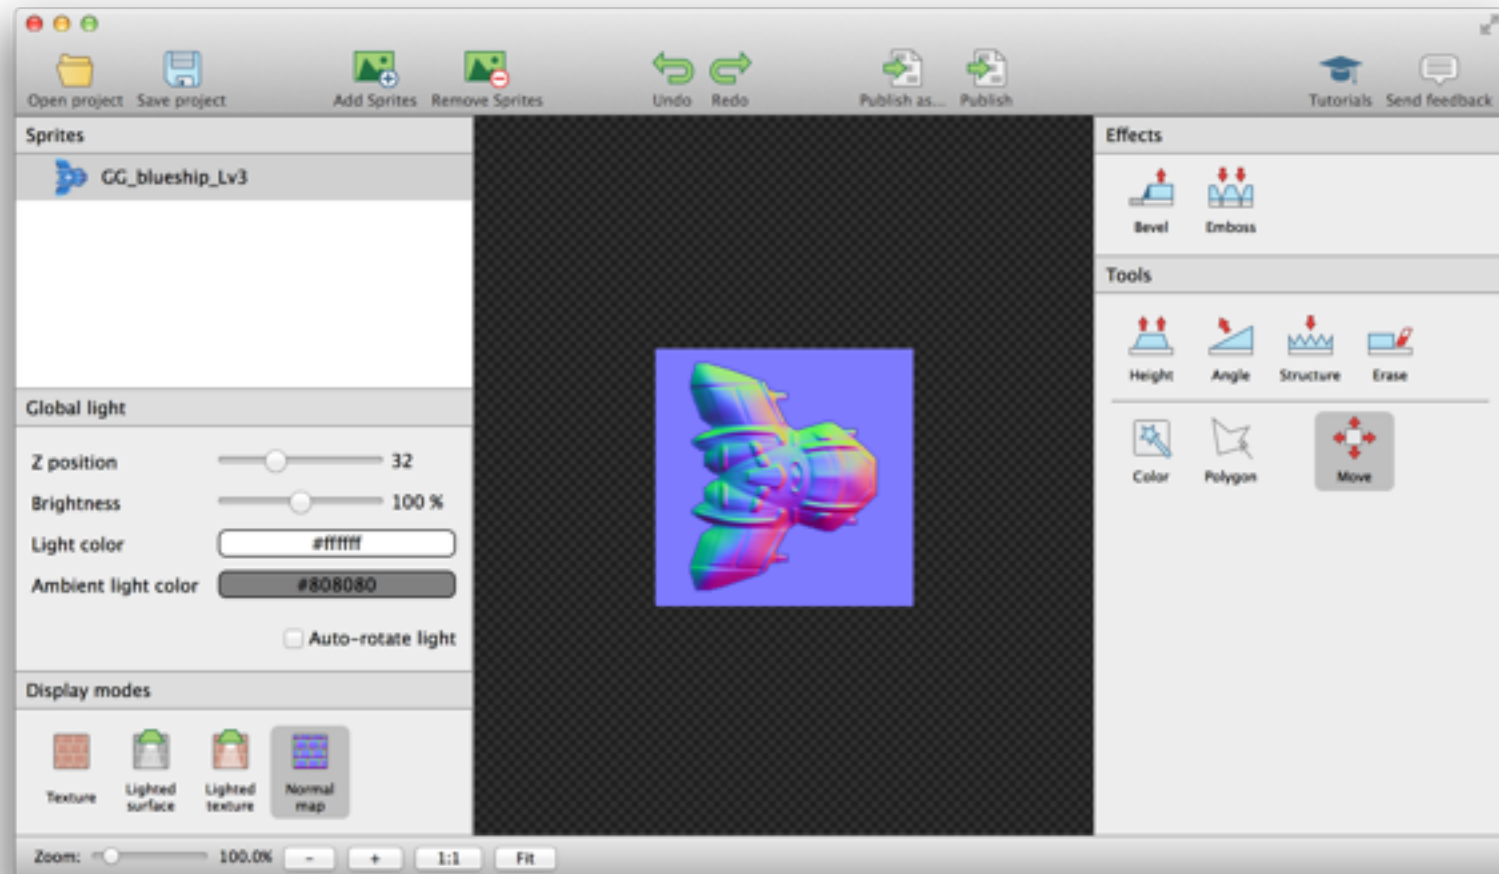 Open project Save project Add Sprites Remove Sprites Undo Redo Publish as... Publish Tutorials Send feedback
Sprites
GG_blueship_Lv3
Global light
Z position 32
Brightness 100 %
Light color #ffffff
Ambient light color #808080
Auto-rotate light
Display modes
Texture
Lighted
surface
Lighted
texture
Normal
map
Zoom: 100.0% - + 1:1 Fit
Effects
Bevel Emboss
Tools
Height Angle Structure Erase
Color Polygon Move